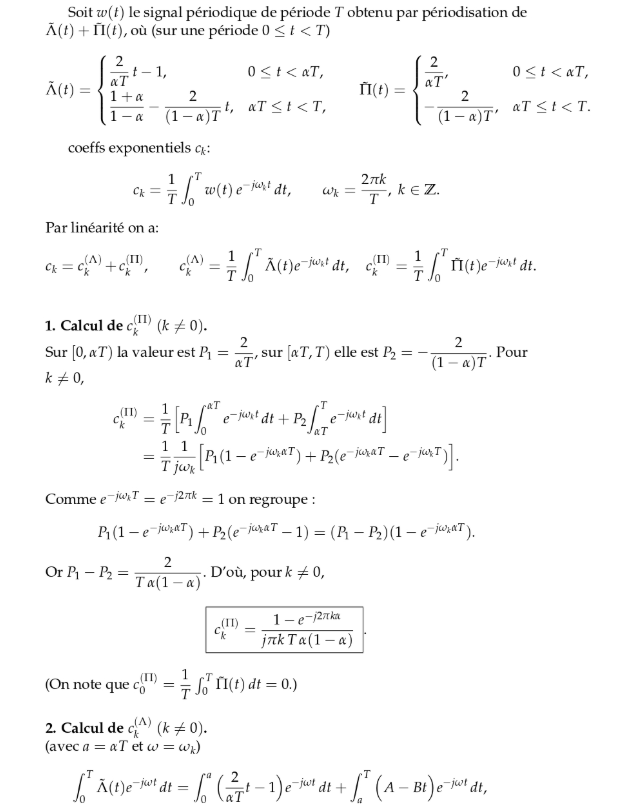 Soit w(t) le signal périodique de période T obtenu par périodisation de
Λ̃(t) + Π̃(t), où (sur une période 0 ≤ t < T)
Λ̃(t) = { 2/(αT) t − 1, 0 ≤ t < αT, (1 + α)/(1 − α) − 2/((1 − α)T) t, αT ≤ t < T, Π̃(t) = { 2/(αT), 0 ≤ t < αT, −2/((1 − α)T), αT ≤ t < T.
coeffs exponentiels c_k:
c_k = 1/T ∫_0^T w(t) e^{−jω_k t} dt, ω_k = 2πk/T, k ∈ ℤ.
Par linéarité on a:
c_k = c_k^{(Λ)} + c_k^{(Π)}, c_k^{(Λ)} = 1/T ∫_0^T Λ̃(t)e^{−jω_k t} dt, c_k^{(Π)} = 1/T ∫_0^T Π̃(t)e^{−jω_k t} dt.
1. Calcul de c_k^{(Π)} (k ≠ 0).
Sur [0, αT) la valeur est P_1 = 2/(αT), sur [αT, T) elle est P_2 = −2/((1 − α)T). Pour
k ≠ 0,
c_k^{(Π)} = 1/T [P_1 ∫_0^{αT} e^{−jω_k t} dt + P_2 ∫_{αT}^T e^{−jω_k t} dt]
= 1/T 1/(jω_k) [P_1(1 − e^{−jω_k αT}) + P_2(e^{−jω_k αT} − e^{−jω_k T})].
Comme e^{−jω_k T} = e^{−j2πk} = 1 on regroupe :
P_1(1 − e^{−jω_k αT}) + P_2(e^{−jω_k αT} − 1) = (P_1 − P_2)(1 − e^{−jω_k αT}).
Or P_1 − P_2 = 2/(T α(1 − α)). D'où, pour k ≠ 0,
c_k^{(Π)} = (1 − e^{−j2πkα})/(jπk T α(1 − α)).
(On note que c_0^{(Π)} = 1/T ∫_0^T Π̃(t) dt = 0.)
2. Calcul de c_k^{(Λ)} (k ≠ 0).
(avec a = αT et ω = ω_k)
∫_0^T Λ̃(t)e^{−jωt} dt = ∫_0^a (2/(αT) t − 1)e^{−jωt} dt + ∫_a^T (A − Bt)e^{−jωt} dt,